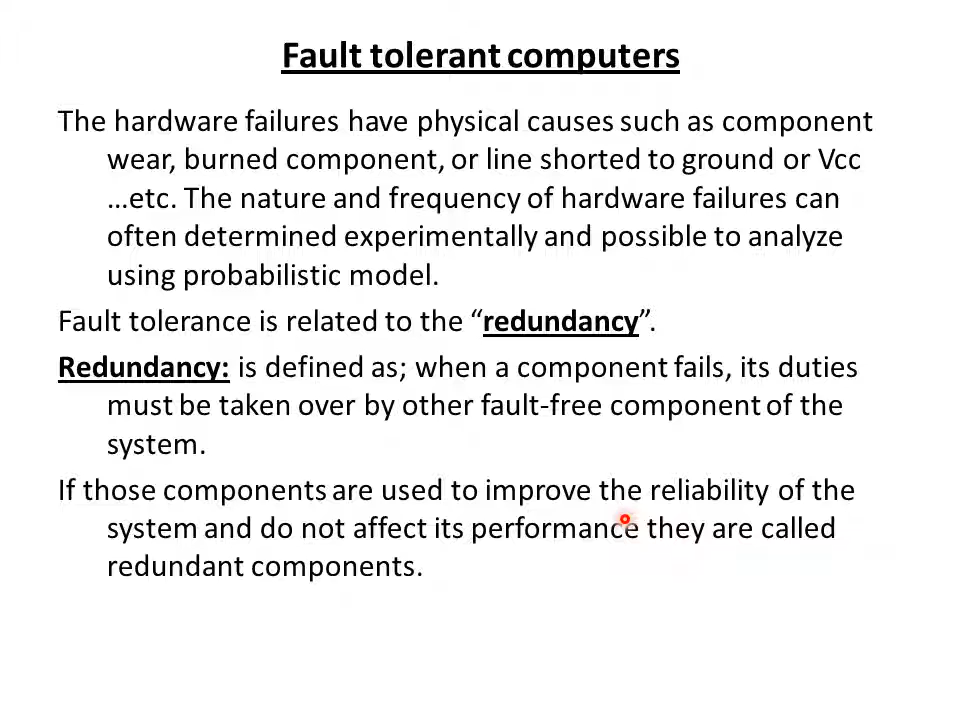 Fault tolerant computers
The hardware failures have physical causes such as component
wear, burned component, or line shorted to ground or Vcc
…etc. The nature and frequency of hardware failures can
often determined experimentally and possible to analyze
using probabilistic model.
Fault tolerance is related to the “redundancy”.
Redundancy: is defined as; when a component fails, its duties
must be taken over by other fault-free component of the
system.
If those components are used to improve the reliability of the
system and do not affect its performance they are called
redundant components.